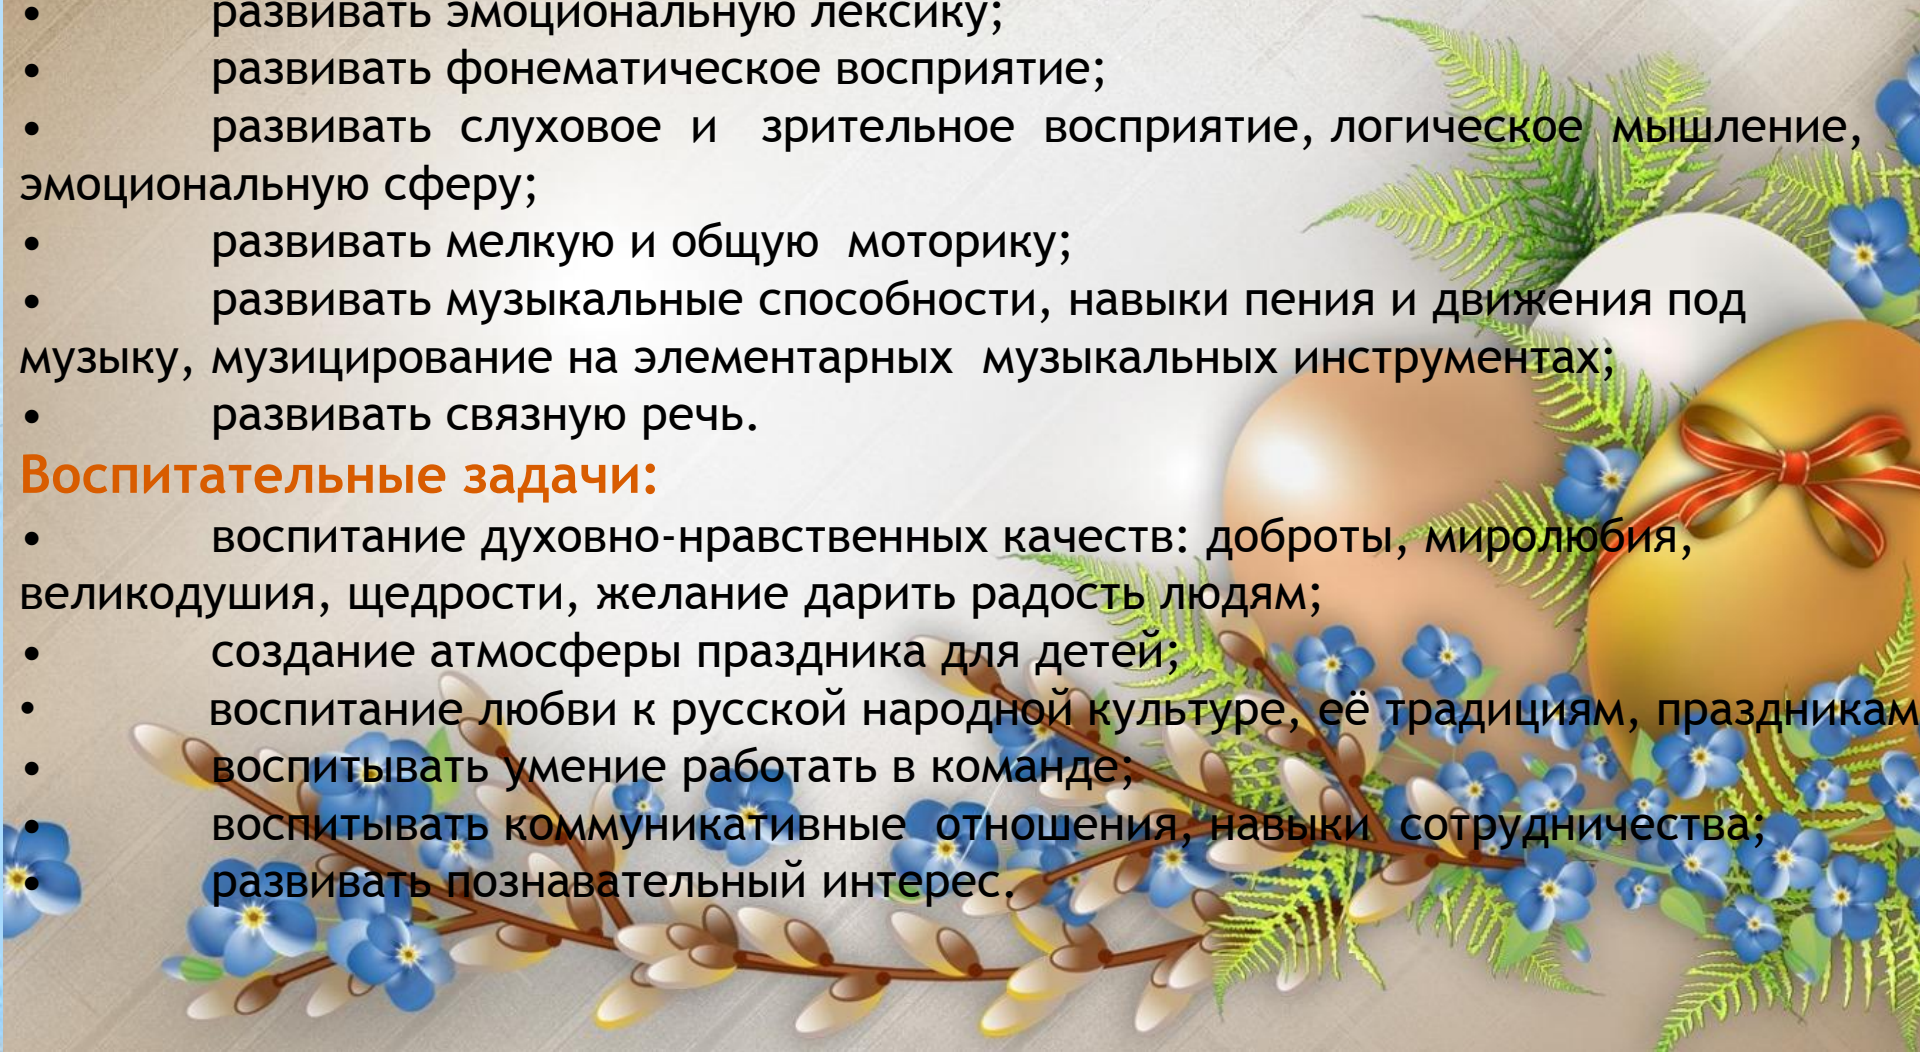 • развивать эмоциональную лексику;
• развивать фонематическое восприятие;
• развивать слуховое и зрительное восприятие, логическое мышление,
эмоциональную сферу;
• развивать мелкую и общую моторику;
• развивать музыкальные способности, навыки пения и движения под
музыку, музицирование на элементарных музыкальных инструментах;
• развивать связную речь.
Воспитательные задачи:
• воспитание духовно-нравственных качеств: доброты, миролюбия,
великодушия, щедрости, желание дарить радость людям;
• создание атмосферы праздника для детей;
• воспитание любви к русской народной культуре, её традициям, праздникам
• воспитывать умение работать в команде;
• воспитывать коммуникативные отношения, навыки сотрудничества;
• развивать познавательный интерес.